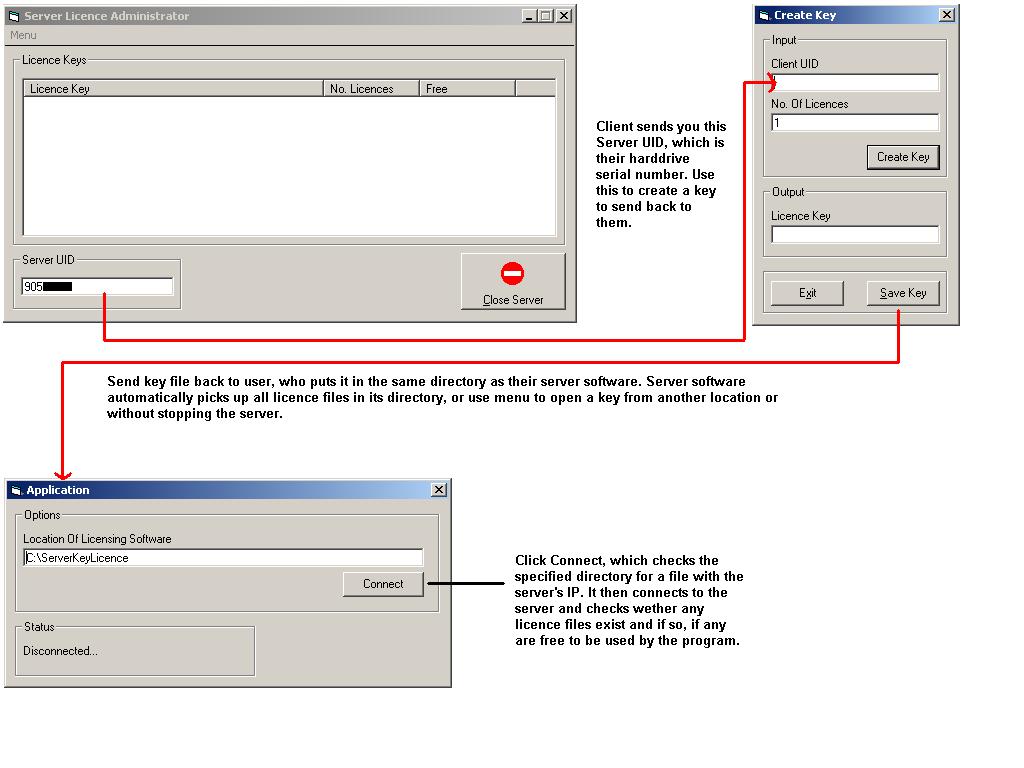 Server Licence Administrator
Menu
Licence Keys
Licence Key No. Licences Free
Server UID
905
Close Server
Client sends you this
Server UID, which is
their harddrive
serial number. Use
this to create a key
to send back to
them.
Create Key
Input
Client UID
No. Of Licences
1
Create Key
Output
Licence Key
Exit Save Key
Send key file back to user, who puts it in the same directory as their server software. Server software
automatically picks up all licence files in its directory, or use menu to open a key from another location or
without stopping the server.
Application
Options
Location Of Licensing Software
C:\ServerKeyLicence
Connect
Status
Disconnected...
Click Connect, which checks the
specified directory for a file with the
server's IP. It then connects to the
server and checks wether any
licence files exist and if so, if any
are free to be used by the program.